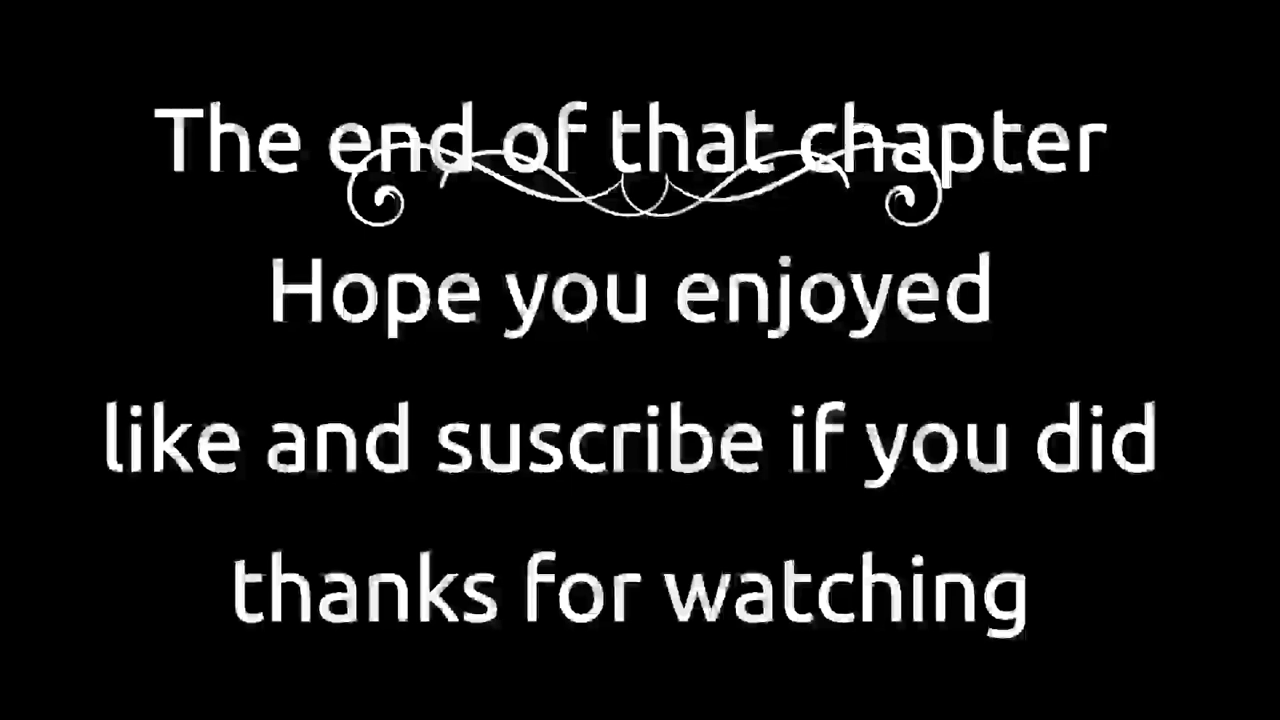 The end of that chapter
Hope you enjoyed
like and suscribe if you did
thanks for watching